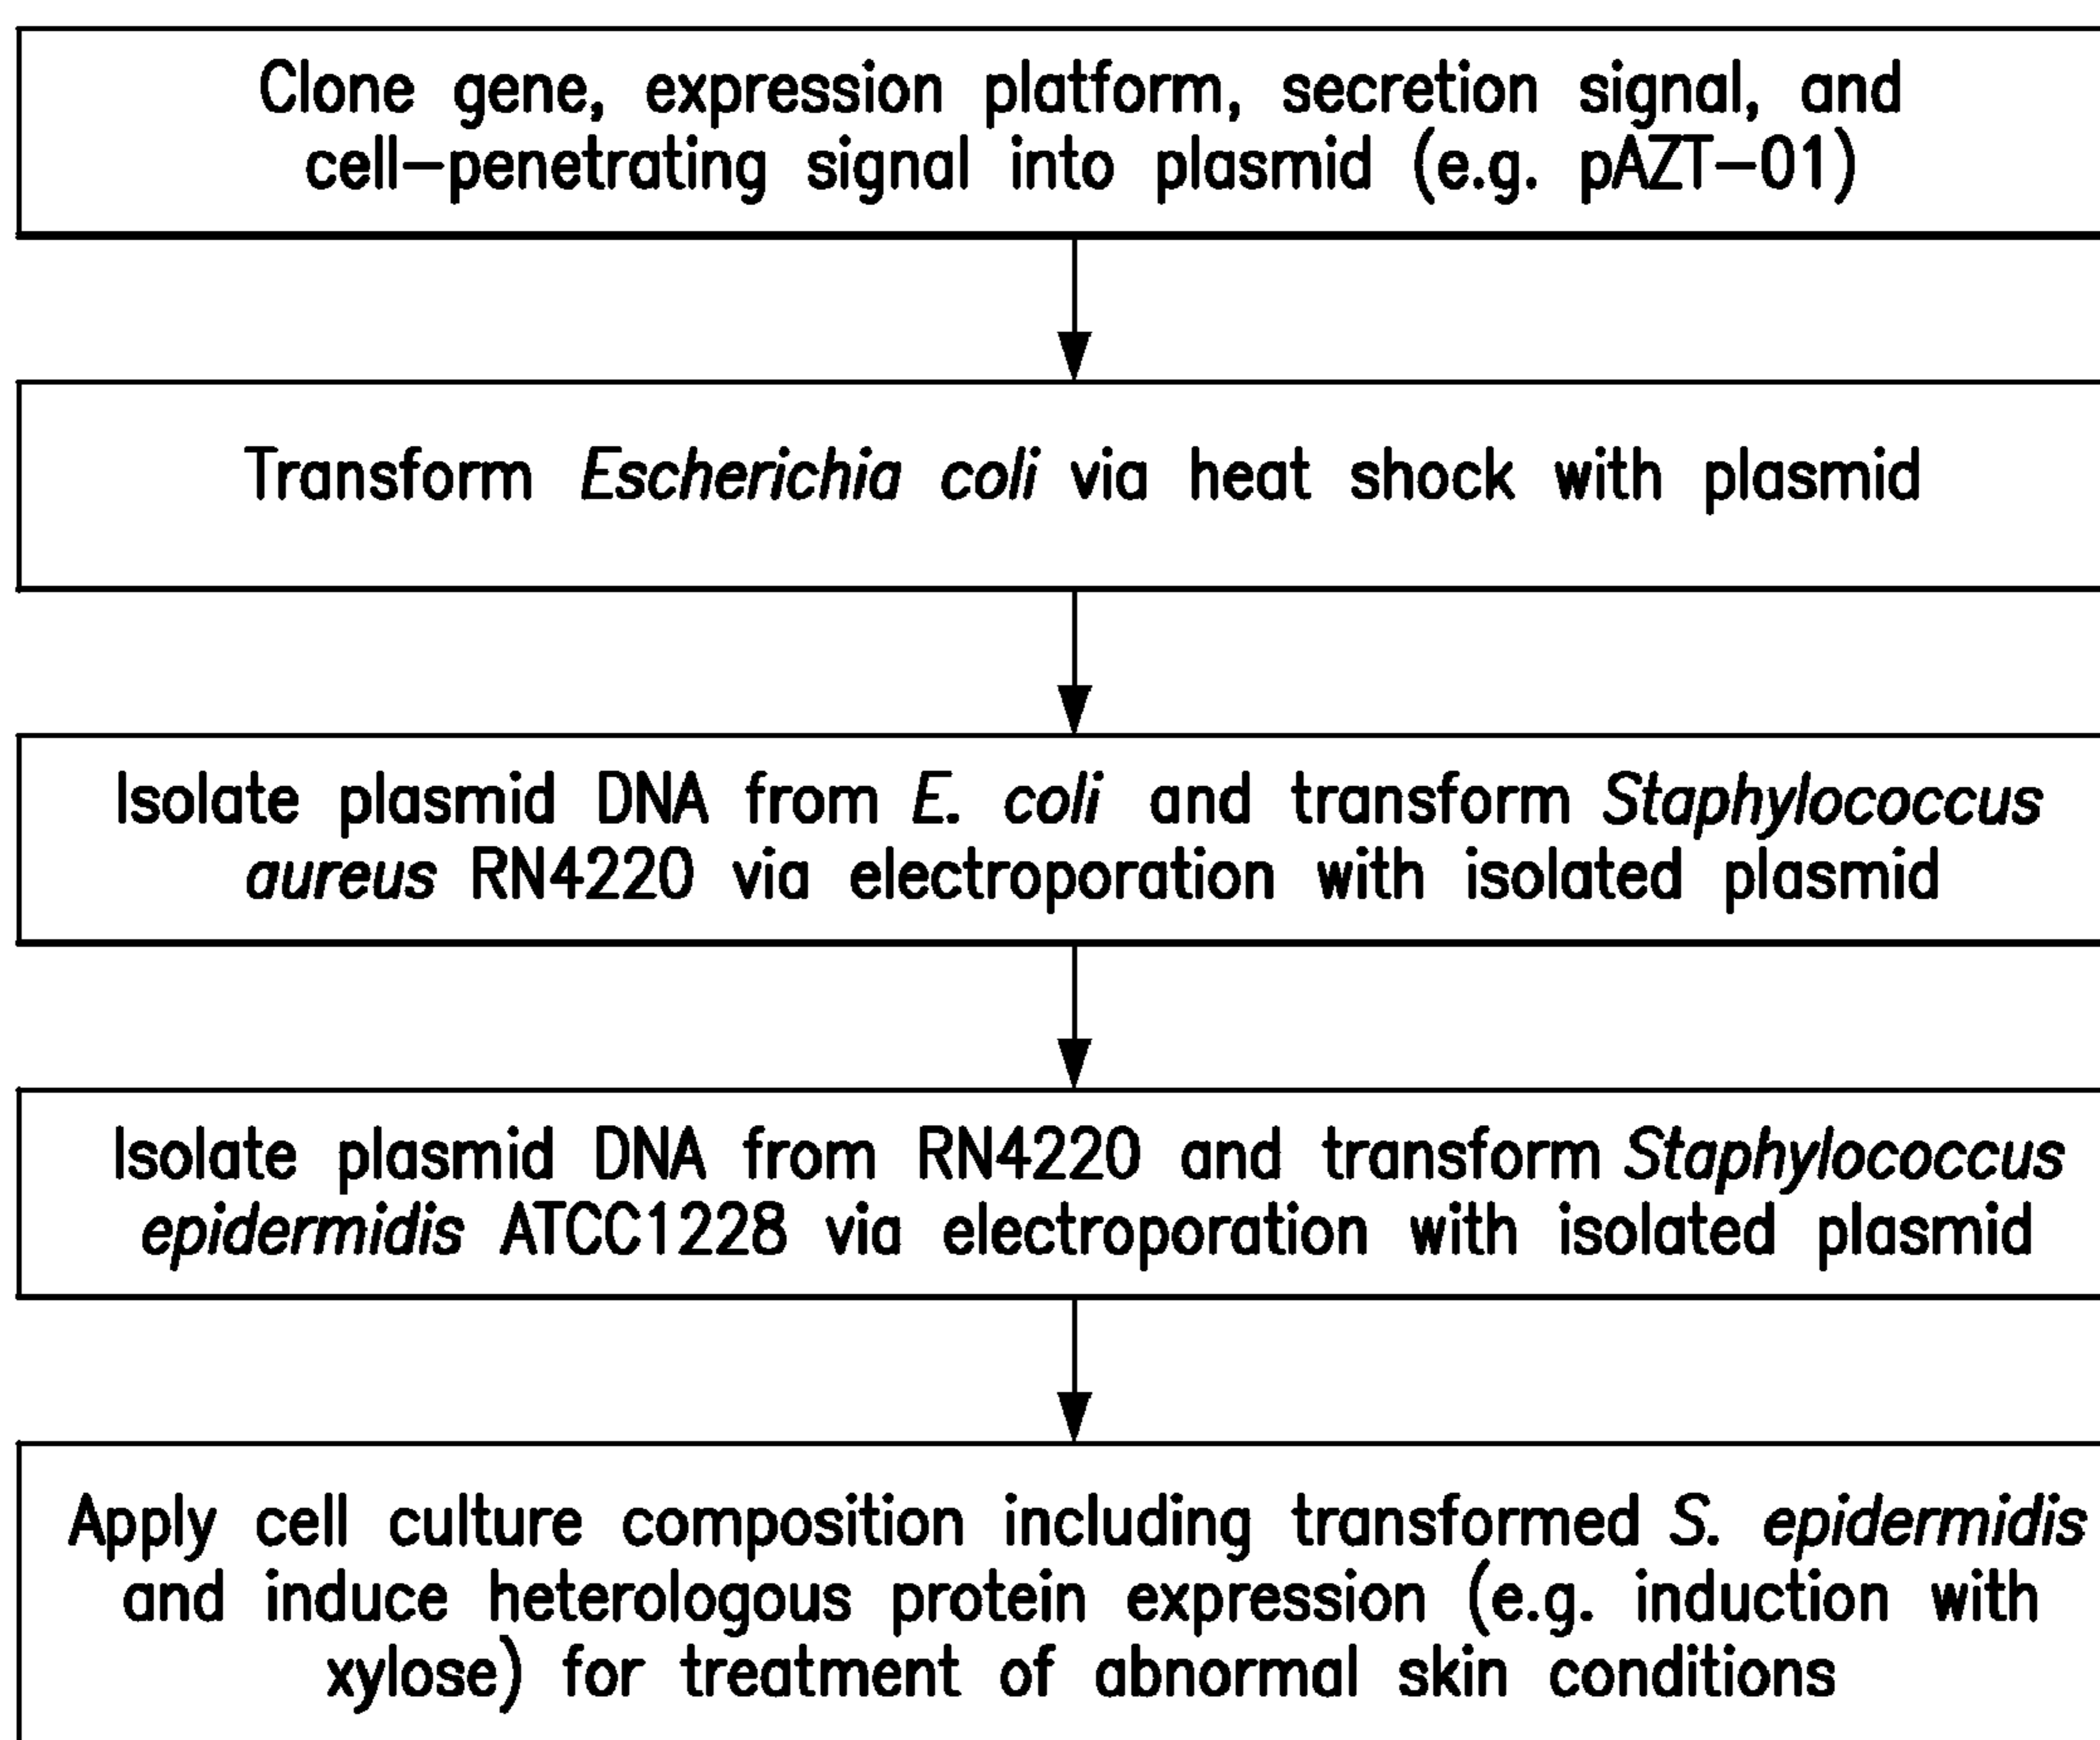 Clone gene, expression platform, secretion signal, and
cell-penetrating signal into plasmid (e.g. pAZT-01)
Transform Escherichia coli via heat shock with plasmid
Isolate plasmid DNA from E. coli and transform Staphylococcus
aureus RN4220 via electroporation with isolated plasmid
Isolate plasmid DNA from RN4220 and transform Staphylococcus
epidermidis ATCC1228 via electroporation with isolated plasmid
Apply cell culture composition including transformed S. epidermidis
and induce heterologous protein expression (e.g. induction with
xylose) for treatment of abnormal skin conditions